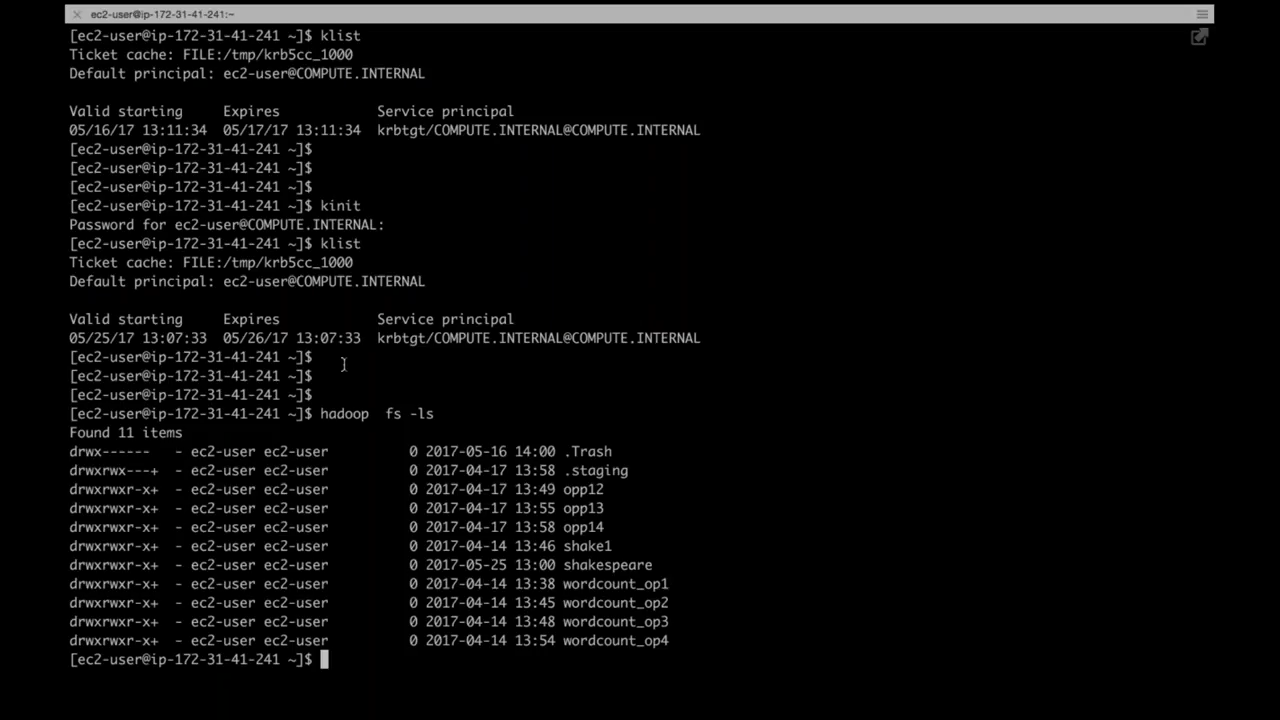 ec2-user@ip-172-31-41-241:~
[ec2-user@ip-172-31-41-241 ~]$ klist
Ticket cache: FILE:/tmp/krb5cc_1000
Default principal: ec2-user@COMPUTE.INTERNAL
Valid starting     Expires            Service principal
05/16/17 13:11:34  05/17/17 13:11:34  krbtgt/COMPUTE.INTERNAL@COMPUTE.INTERNAL
[ec2-user@ip-172-31-41-241 ~]$
[ec2-user@ip-172-31-41-241 ~]$
[ec2-user@ip-172-31-41-241 ~]$
[ec2-user@ip-172-31-41-241 ~]$ kinit
Password for ec2-user@COMPUTE.INTERNAL:
[ec2-user@ip-172-31-41-241 ~]$ klist
Ticket cache: FILE:/tmp/krb5cc_1000
Default principal: ec2-user@COMPUTE.INTERNAL
Valid starting     Expires            Service principal
05/25/17 13:07:33  05/26/17 13:07:33  krbtgt/COMPUTE.INTERNAL@COMPUTE.INTERNAL
[ec2-user@ip-172-31-41-241 ~]$
[ec2-user@ip-172-31-41-241 ~]$
[ec2-user@ip-172-31-41-241 ~]$
[ec2-user@ip-172-31-41-241 ~]$ hadoop  fs -ls
Found 11 items
drwx------   - ec2-user ec2-user          0 2017-05-16 14:00 .Trash
drwxrwx---+  - ec2-user ec2-user          0 2017-04-17 13:58 .staging
drwxrwxr-x+  - ec2-user ec2-user          0 2017-04-17 13:49 opp12
drwxrwxr-x+  - ec2-user ec2-user          0 2017-04-17 13:55 opp13
drwxrwxr-x+  - ec2-user ec2-user          0 2017-04-17 13:58 opp14
drwxrwxr-x+  - ec2-user ec2-user          0 2017-04-14 13:46 shake1
drwxrwxr-x+  - ec2-user ec2-user          0 2017-05-25 13:00 shakespeare
drwxrwxr-x+  - ec2-user ec2-user          0 2017-04-14 13:38 wordcount_op1
drwxrwxr-x+  - ec2-user ec2-user          0 2017-04-14 13:45 wordcount_op2
drwxrwxr-x+  - ec2-user ec2-user          0 2017-04-14 13:48 wordcount_op3
drwxrwxr-x+  - ec2-user ec2-user          0 2017-04-14 13:54 wordcount_op4
[ec2-user@ip-172-31-41-241 ~]$